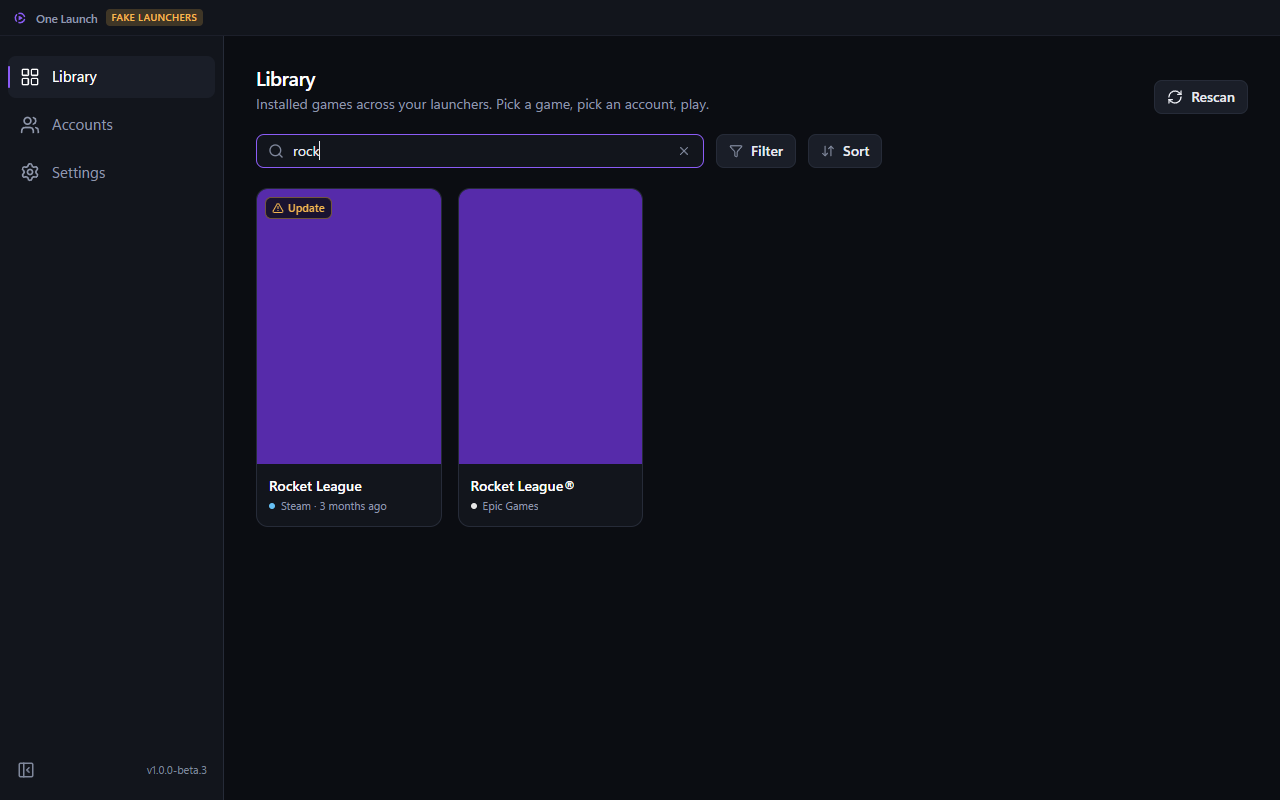 One Launch FAKE LAUNCHERS
Library
Accounts
Settings
v1.0.0-beta.3
Library
Installed games across your launchers. Pick a game, pick an account, play.
Rescan
rock
Filter
Sort
Update
Rocket League
Steam · 3 months ago
Rocket League®
Epic Games